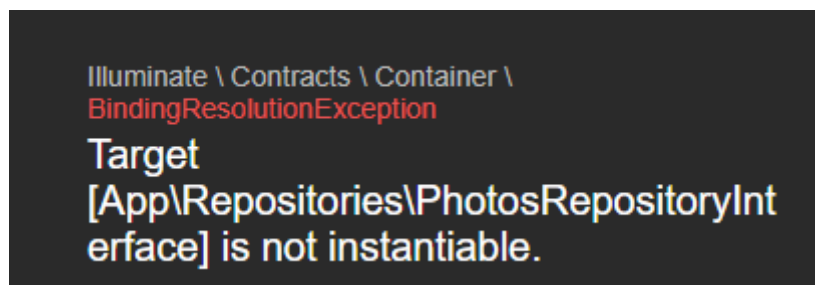 Illuminate \ Contracts \ Container \
BindingResolutionException
Target
[App\Repositories\PhotosRepositoryInt
erface] is not instantiable.